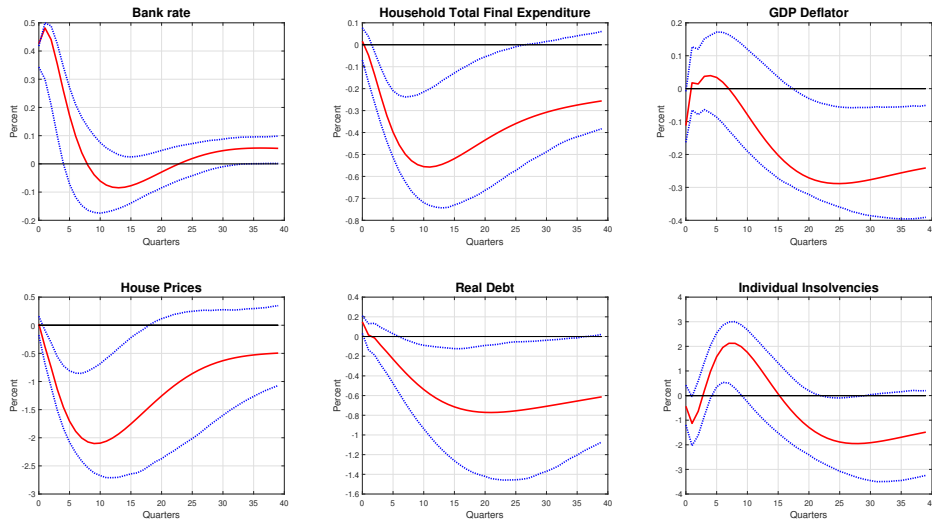 Bank rate
Percent
0.5
0.4
0.3
0.2
0.1
0
-0.1
-0.2
0 5 10 15 20 25 30 35 40
Quarters
Household Total Final Expenditure
Percent
0.1
0
-0.1
-0.2
-0.3
-0.4
-0.5
-0.6
-0.7
-0.8
0 5 10 15 20 25 30 35 40
Quarters
GDP Deflator
Percent
0.2
0.1
0
-0.1
-0.2
-0.3
-0.4
0 5 10 15 20 25 30 35 40
Quarters
House Prices
Percent
0.5
0
-0.5
-1
-1.5
-2
-2.5
-3
0 5 10 15 20 25 30 35 40
Quarters
Real Debt
Percent
0.4
0.2
0
-0.2
-0.4
-0.6
-0.8
-1
-1.2
-1.4
-1.6
0 5 10 15 20 25 30 35 40
Quarters
Individual Insolvencies
Percent
4
3
2
1
0
-1
-2
-3
-4
0 5 10 15 20 25 30 35 40
Quarters